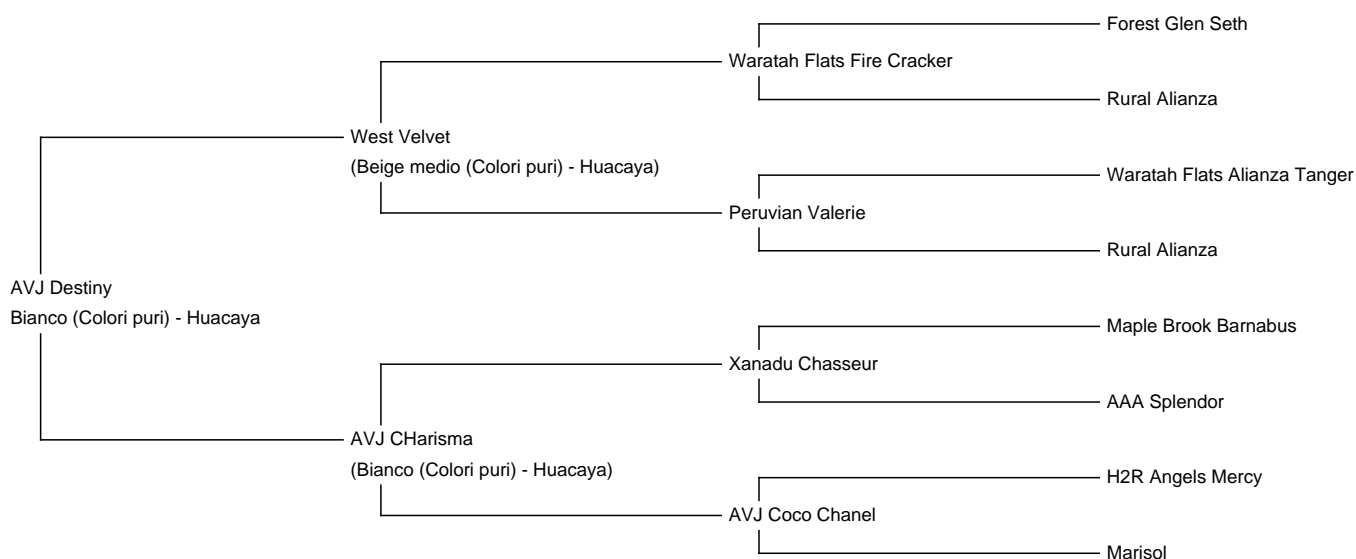 Forest Glen Seth
Waratah Flats Fire Cracker
Rural Alianza
West Velvet
(Beige medio (Colori puri) - Huacaya)
Waratah Flats Alianza Tanger
Peruvian Valerie
Rural Alianza
AVJ Destiny
Bianco (Colori puri) - Huacaya
Maple Brook Barnabus
Xanadu Chasseur
AAA Splendor
AVJ CHarisma
(Bianco (Colori puri) - Huacaya)
H2R Angels Mercy
AVJ Coco Chanel
Marisol